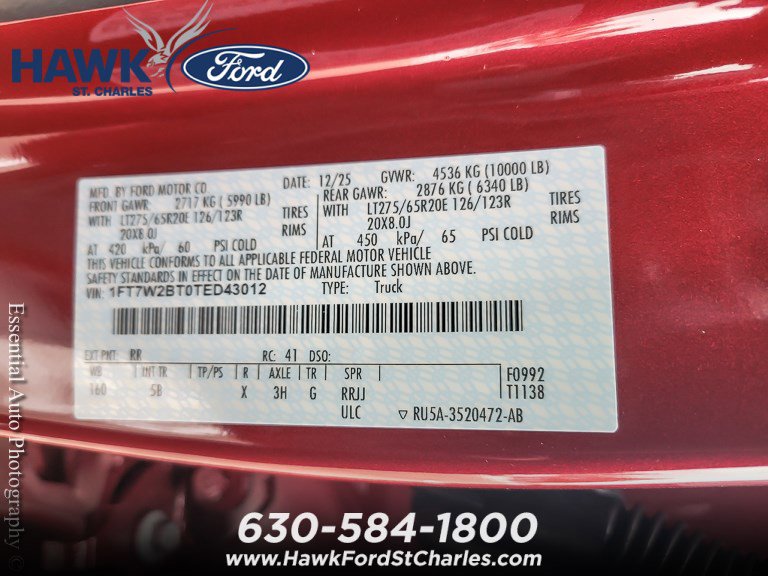 HAWK
ST. CHARLES
Ford
MFD. BY FORD MOTOR CO.
DATE: 12/25 GVWR: 4536 KG (10000 LB)
FRONT GAWR: 2717 KG ( 5990 LB)
REAR GAWR: 2876 KG ( 6340 LB)
WITH LT275/65R20E 126/123R TIRES
WITH LT275/65R20E 126/123R TIRES
20X8.0J RIMS
20X8.0J RIMS
AT 420 kPa/ 60 PSI COLD
AT 450 kPa/ 65 PSI COLD
THIS VEHICLE CONFORMS TO ALL APPLICABLE FEDERAL MOTOR VEHICLE
SAFETY STANDARDS IN EFFECT ON THE DATE OF MANUFACTURE SHOWN ABOVE.
VIN: 1FT7W2BT0TED43012 TYPE: Truck
EXT PNT: RR RC: 41 DSO:
WB INT TR TP/PS R AXLE TR SPR F0992
160 5B X 3H G RRJJ T1138
ULC ▽ RU5A-3520472-AB
Essential Auto Photography ©
630-584-1800
www.HawkFordStCharles.com